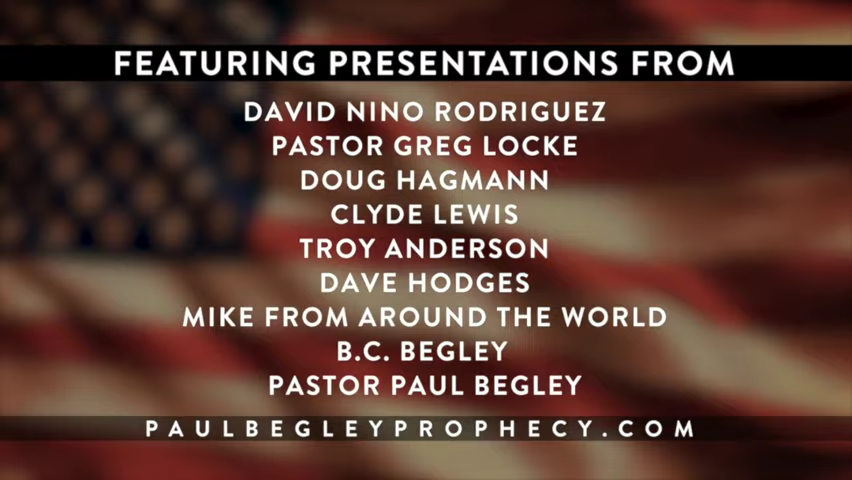 FEATURING PRESENTATIONS FROM
DAVID NINO RODRIGUEZ
PASTOR GREG LOCKE
DOUG HAGMANN
CLYDE LEWIS
TROY ANDERSON
DAVE HODGES
MIKE FROM AROUND THE WORLD
B.C. BEGLEY
PASTOR PAUL BEGLEY
PAULBEGLEYPROPHECY.COM